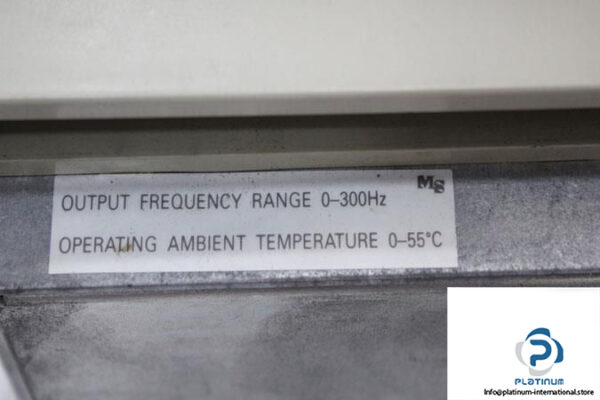 MS
OUTPUT FREQUENCY RANGE 0–300Hz
OPERATING AMBIENT TEMPERATURE 0–55°C
PLATINUM
Info@platinum-international.store